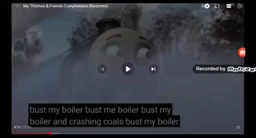 My Thomas & Friends Compilations (Restored)
Recorded by
bust my boiler bust me boiler bust my
boiler and crashing coals bust my boiler